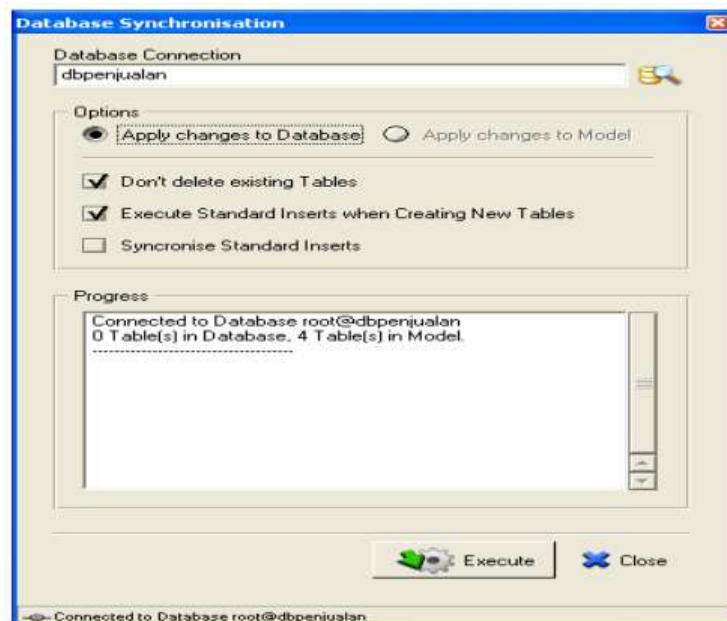 Database Synchronisation
Database Connection
dbpenjualan
Options
Apply changes to Database Apply changes to Model
Don't delete existing Tables
Execute Standard Inserts when Creating New Tables
Syncronise Standard Inserts
Progress
Connected to Database root@dbpenjualan
0 Table(s) in Database, 4 Table(s) in Model.
--------------------------------
Execute Close
Connected to Database root@dbpenjualan